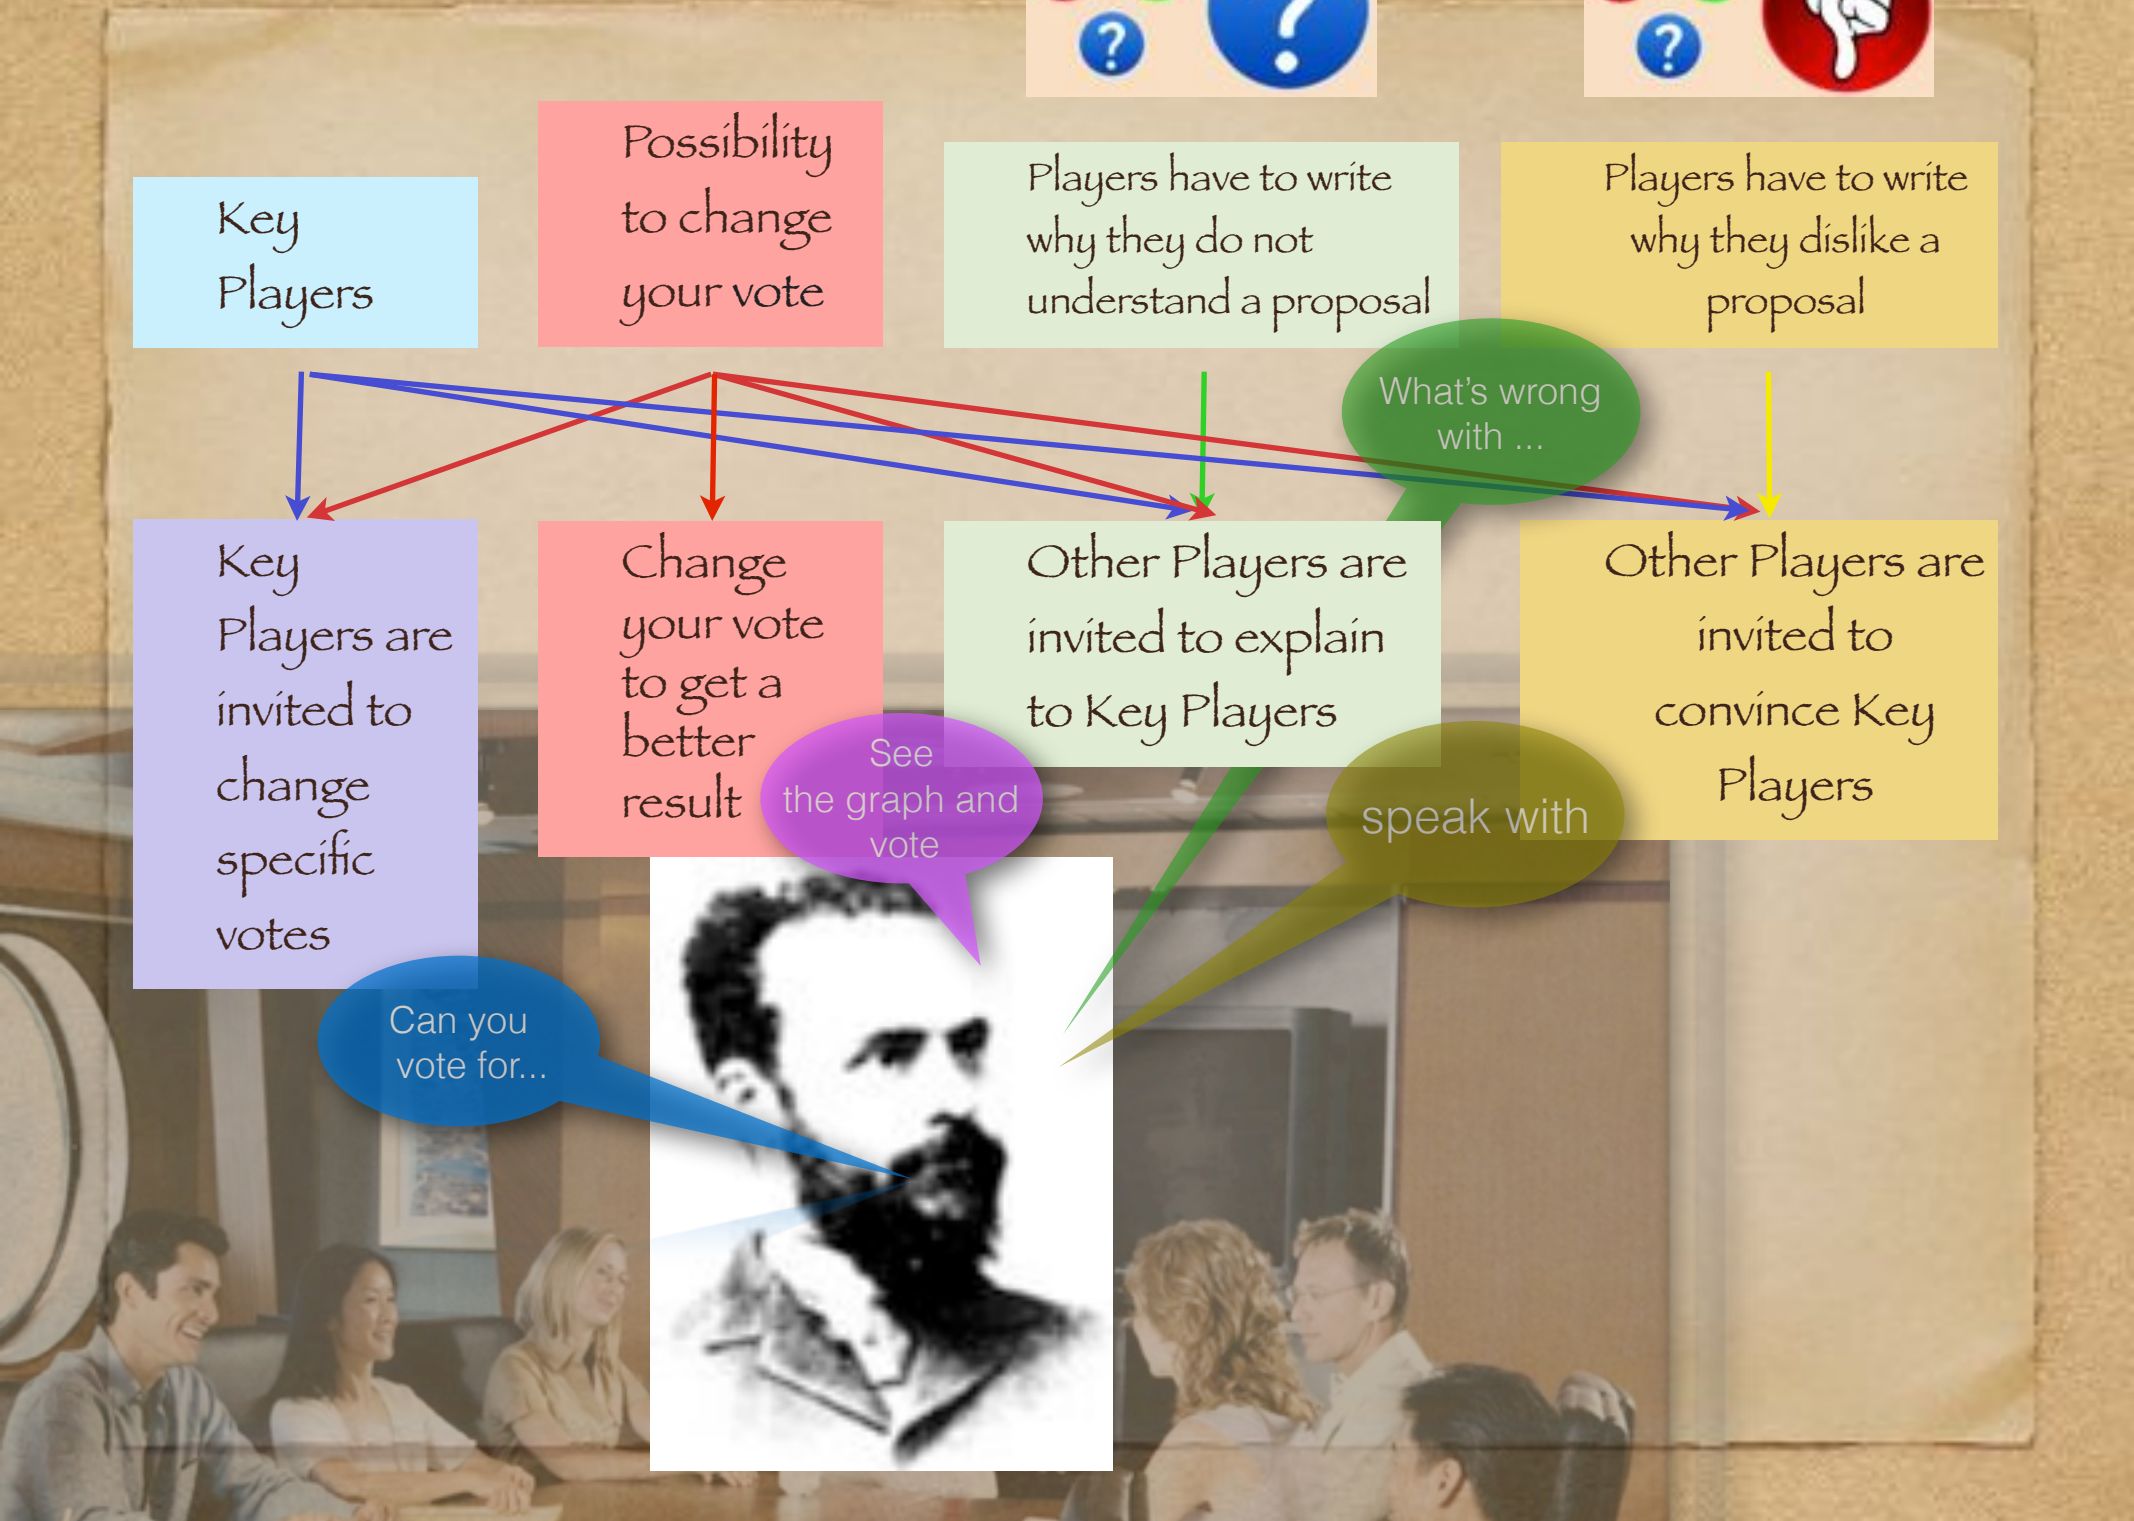 ?
?
?
Key
Players
Possibility
to change
your vote
Players have to write
why they do not
understand a proposal
Players have to write
why they dislike a
proposal
What's wrong
with ...
Key
Players are
invited to
change
specific
votes
Change
your vote
to get a
better
result
Other Players are
invited to explain
to Key Players
Other Players are
invited to
convince Key
Players
See
the graph and
vote
speak with
Can you
vote for...